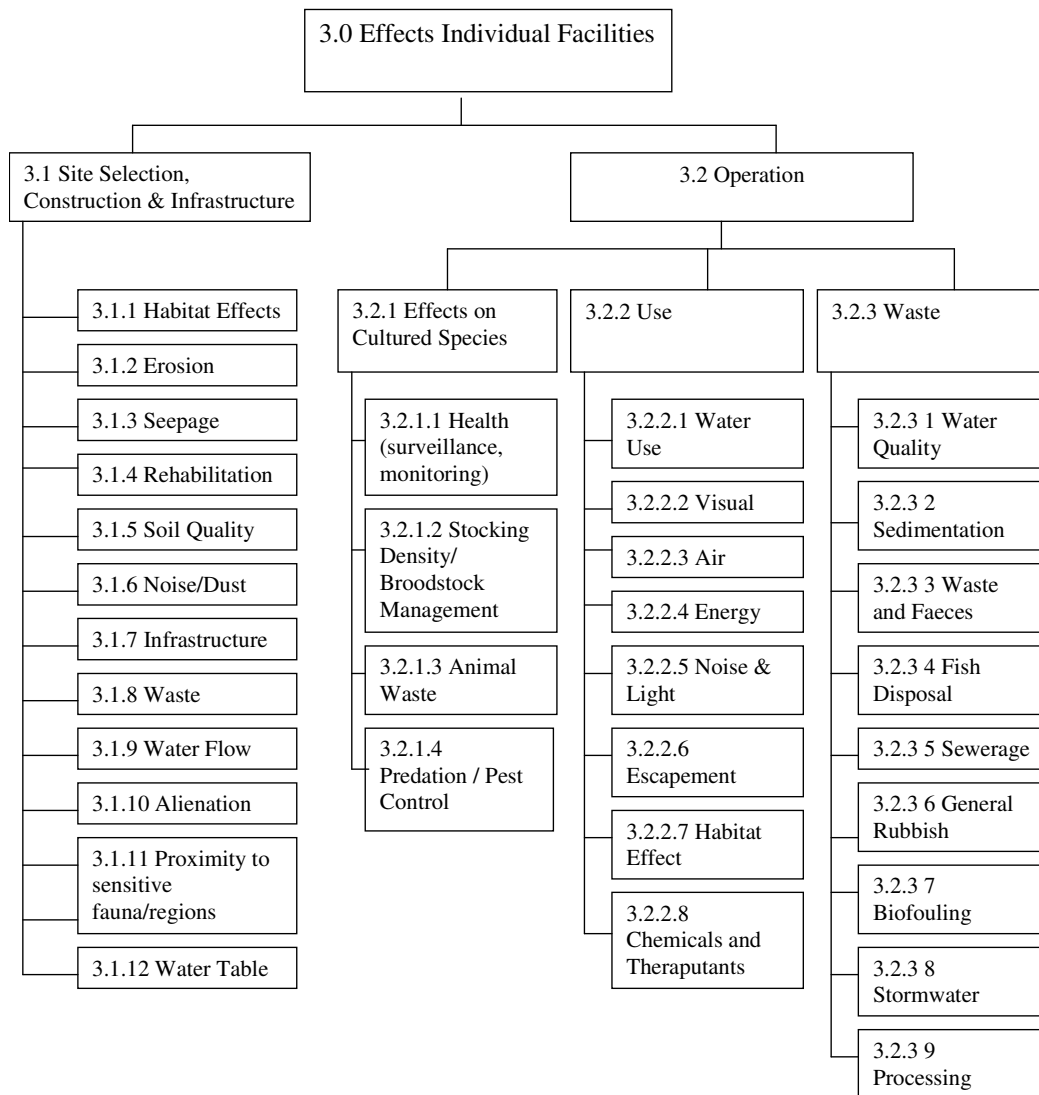 3.0 Effects Individual Facilities
3.1 Site Selection,
Construction & Infrastructure
3.1.1 Habitat Effects
3.1.2 Erosion
3.1.3 Seepage
3.1.4 Rehabilitation
3.1.5 Soil Quality
3.1.6 Noise/Dust
3.1.7 Infrastructure
3.1.8 Waste
3.1.9 Water Flow
3.1.10 Alienation
3.1.11 Proximity to
sensitive
fauna/regions
3.1.12 Water Table
3.2 Operation
3.2.1 Effects on
Cultured Species
3.2.1.1 Health
(surveillance,
monitoring)
3.2.1.2 Stocking
Density/
Broodstock
Management
3.2.1.3 Animal
Waste
3.2.1.4
Predation / Pest
Control
3.2.2 Use
3.2.2.1 Water
Use
3.2.2.2 Visual
3.2.2.3 Air
3.2.2.4 Energy
3.2.2.5 Noise &
Light
3.2.2.6
Escapement
3.2.2.7 Habitat
Effect
3.2.2.8
Chemicals and
Theraputants
3.2.3 Waste
3.2.3 1 Water
Quality
3.2.3 2
Sedimentation
3.2.3 3 Waste
and Faeces
3.2.3 4 Fish
Disposal
3.2.3 5 Sewerage
3.2.3 6 General
Rubbish
3.2.3 7
Biofouling
3.2.3 8
Stormwater
3.2.3 9
Processing